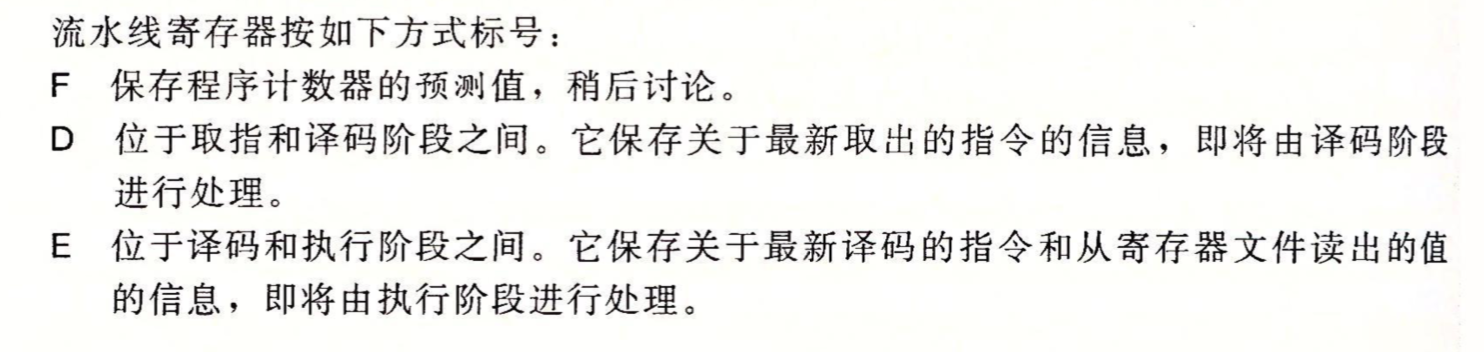 流水线寄存器按如下方式标号：
F 保存程序计数器的预测值，稍后讨论。
D 位于取指和译码阶段之间。它保存关于最新取出的指令的信息，即将由译码阶段
进行处理。
E 位于译码和执行阶段之间。它保存关于最新译码的指令和从寄存器文件读出的值
的信息，即将由执行阶段进行处理。